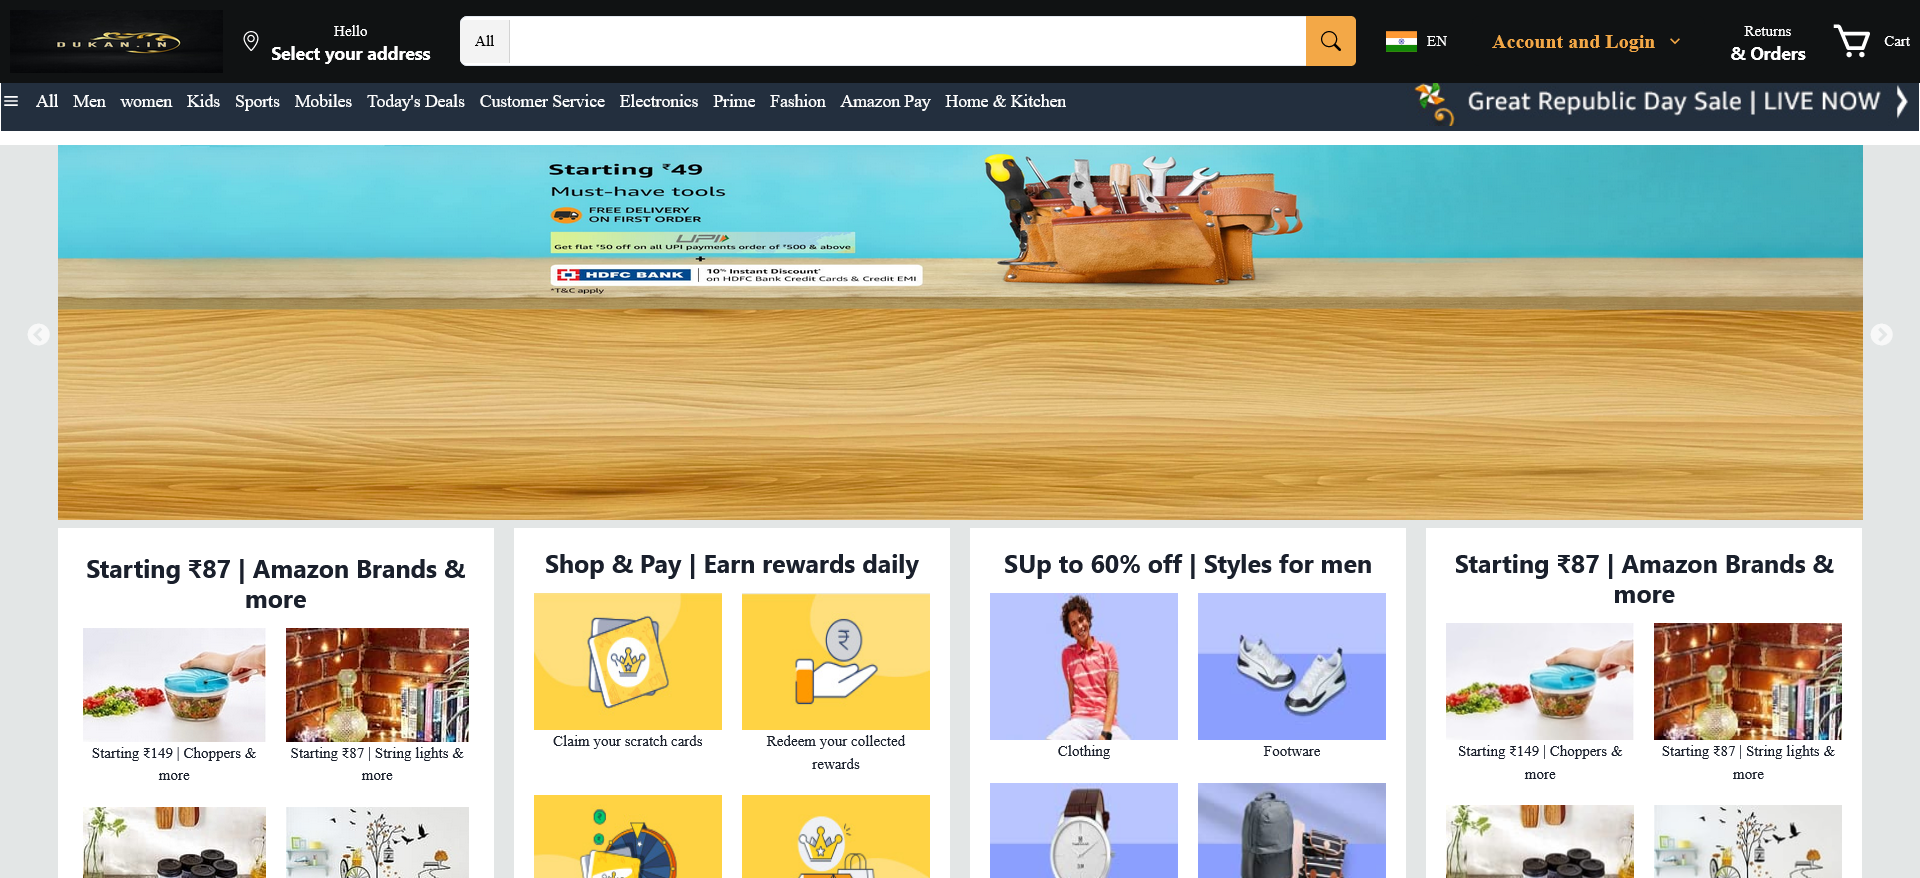 DUKAN.IN
Hello
Select your address
All
EN
Account and Login
Returns
& Orders
Cart
All Men women Kids Sports Mobiles Today's Deals Customer Service Electronics Prime Fashion Amazon Pay Home & Kitchen
Great Republic Day Sale | LIVE NOW
Starting ₹49
Must-have tools
FREE DELIVERY
ON FIRST ORDER
UPI
Get flat ₹50 off on all UPI payments order of ₹500 & above
+
HDFC BANK
10% Instant Discount*
on HDFC Bank Credit Cards & Credit EMI
*T&C apply
Starting ₹87 | Amazon Brands &
more
Starting ₹149 | Choppers &
more
Starting ₹87 | String lights &
more
Shop & Pay | Earn rewards daily
Claim your scratch cards
Redeem your collected
rewards
SUp to 60% off | Styles for men
Clothing
Footware
Starting ₹87 | Amazon Brands &
more
Starting ₹149 | Choppers &
more
Starting ₹87 | String lights &
more